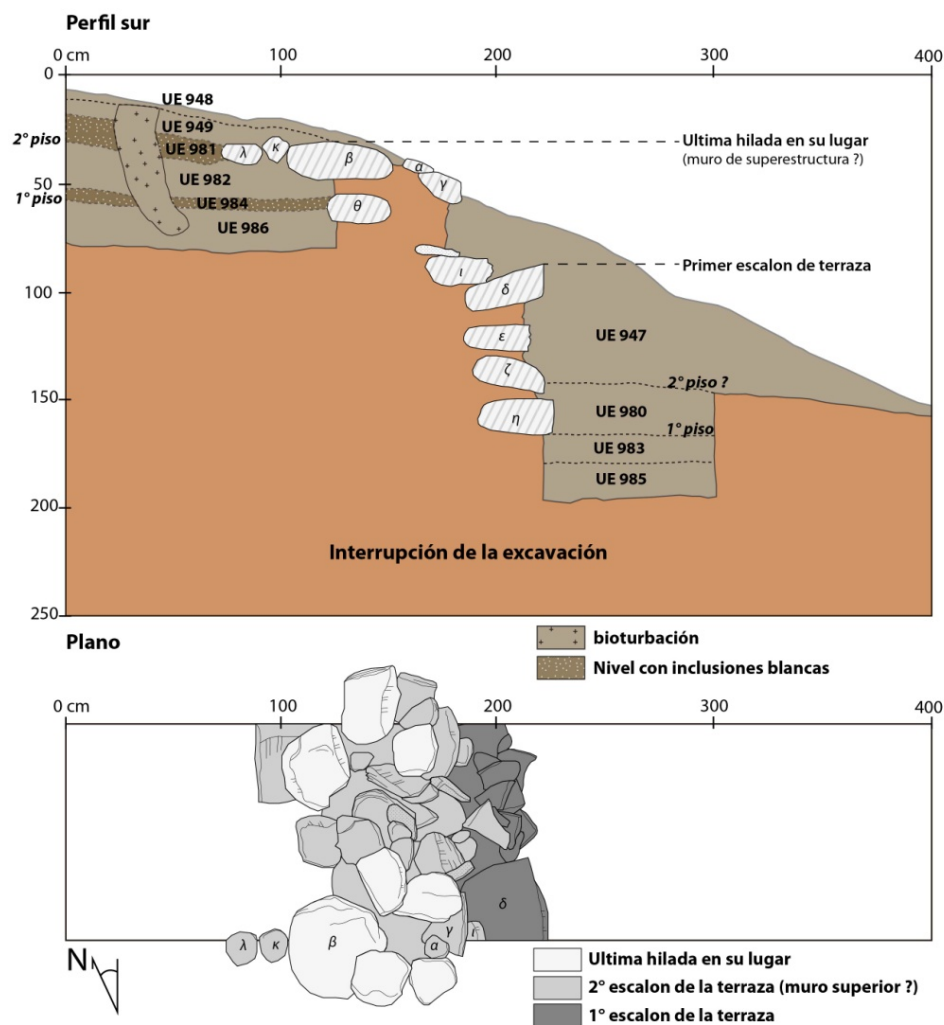 Perfil sur
0 cm 100 200 300 400
0
50
100
150
200
250
2° piso
1° piso
UE 948
UE 949
UE 981
UE 982
UE 984
UE 986
λ κ β α γ
θ
ι
δ
ε
ζ
η
Ultima hilada en su lugar
(muro de superestructura ?)
Primer escalon de terraza
UE 947
2° piso ?
UE 980
1° piso
UE 983
UE 985
Interrupción de la excavación
Plano
bioturbación
Nivel con inclusiones blancas
0 cm 100 200 300 400
δ
λ κ β γ ι
α
N
Ultima hilada en su lugar
2° escalon de la terraza (muro superior ?)
1° escalon de la terraza